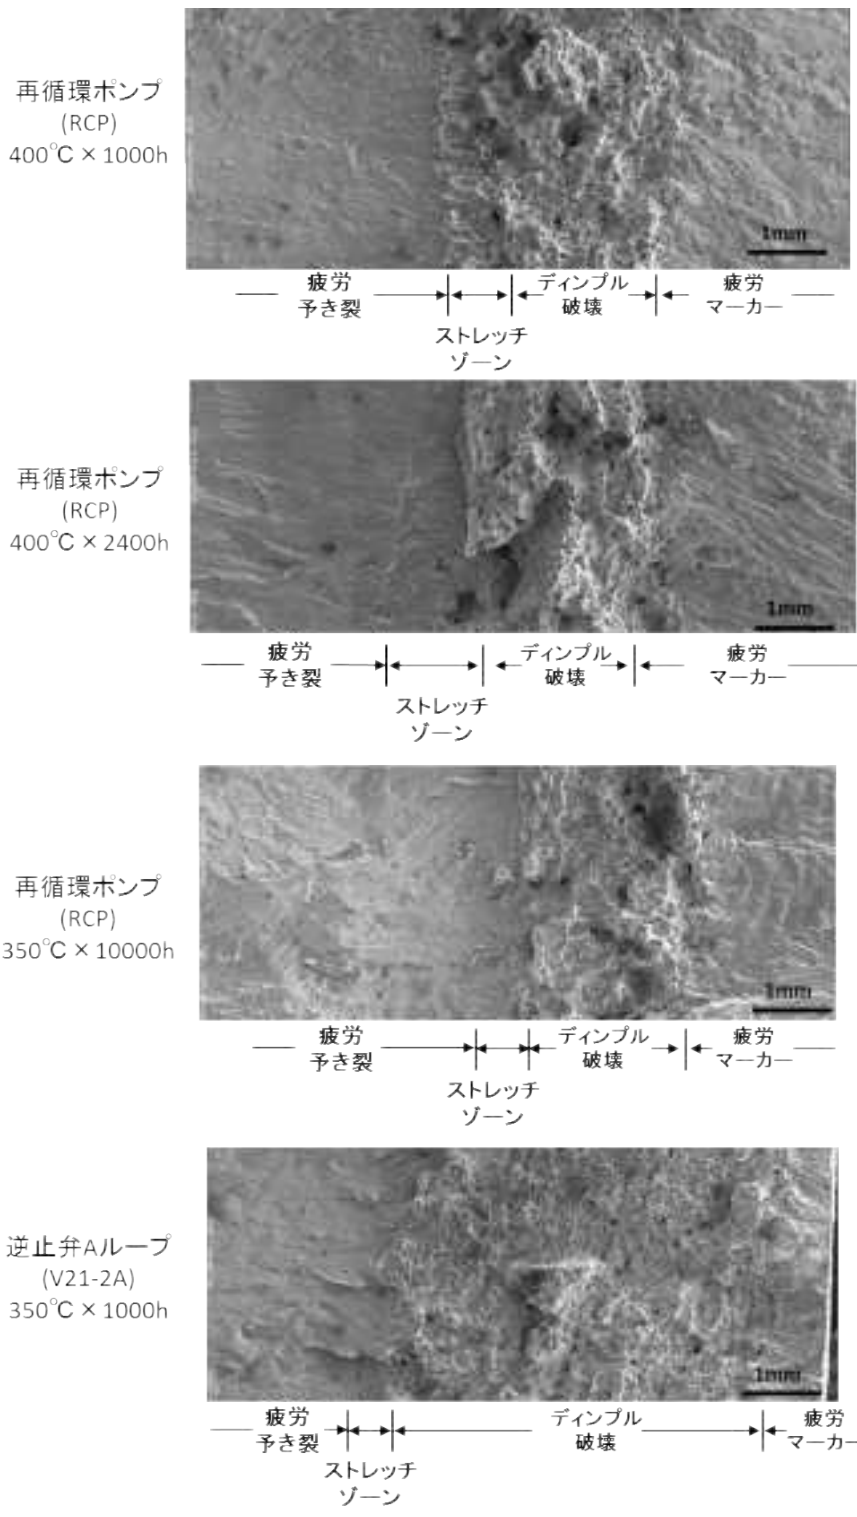 再循環ポンプ
(RCP)
400℃ × 1000h
1mm
疲労
予き裂
ストレッチ
ゾーン
ディンプル
破壊
疲労
マーカー
再循環ポンプ
(RCP)
400℃ × 2400h
1mm
疲労
予き裂
ストレッチ
ゾーン
ディンプル
破壊
疲労
マーカー
再循環ポンプ
(RCP)
350℃ × 10000h
1mm
疲労
予き裂
ストレッチ
ゾーン
ディンプル
破壊
疲労
マーカー
逆止弁Aループ
(V21-2A)
350℃ × 1000h
1mm
疲労
予き裂
ストレッチ
ゾーン
ディンプル
破壊
疲労
マーカー